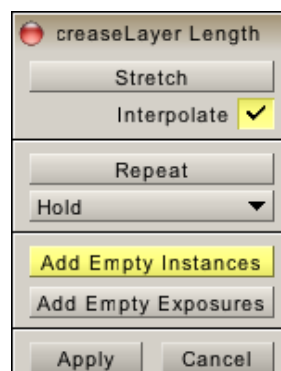 creaseLayer Length
Stretch
Interpolate
Repeat
Hold
Add Empty Instances
Add Empty Exposures
Apply Cancel